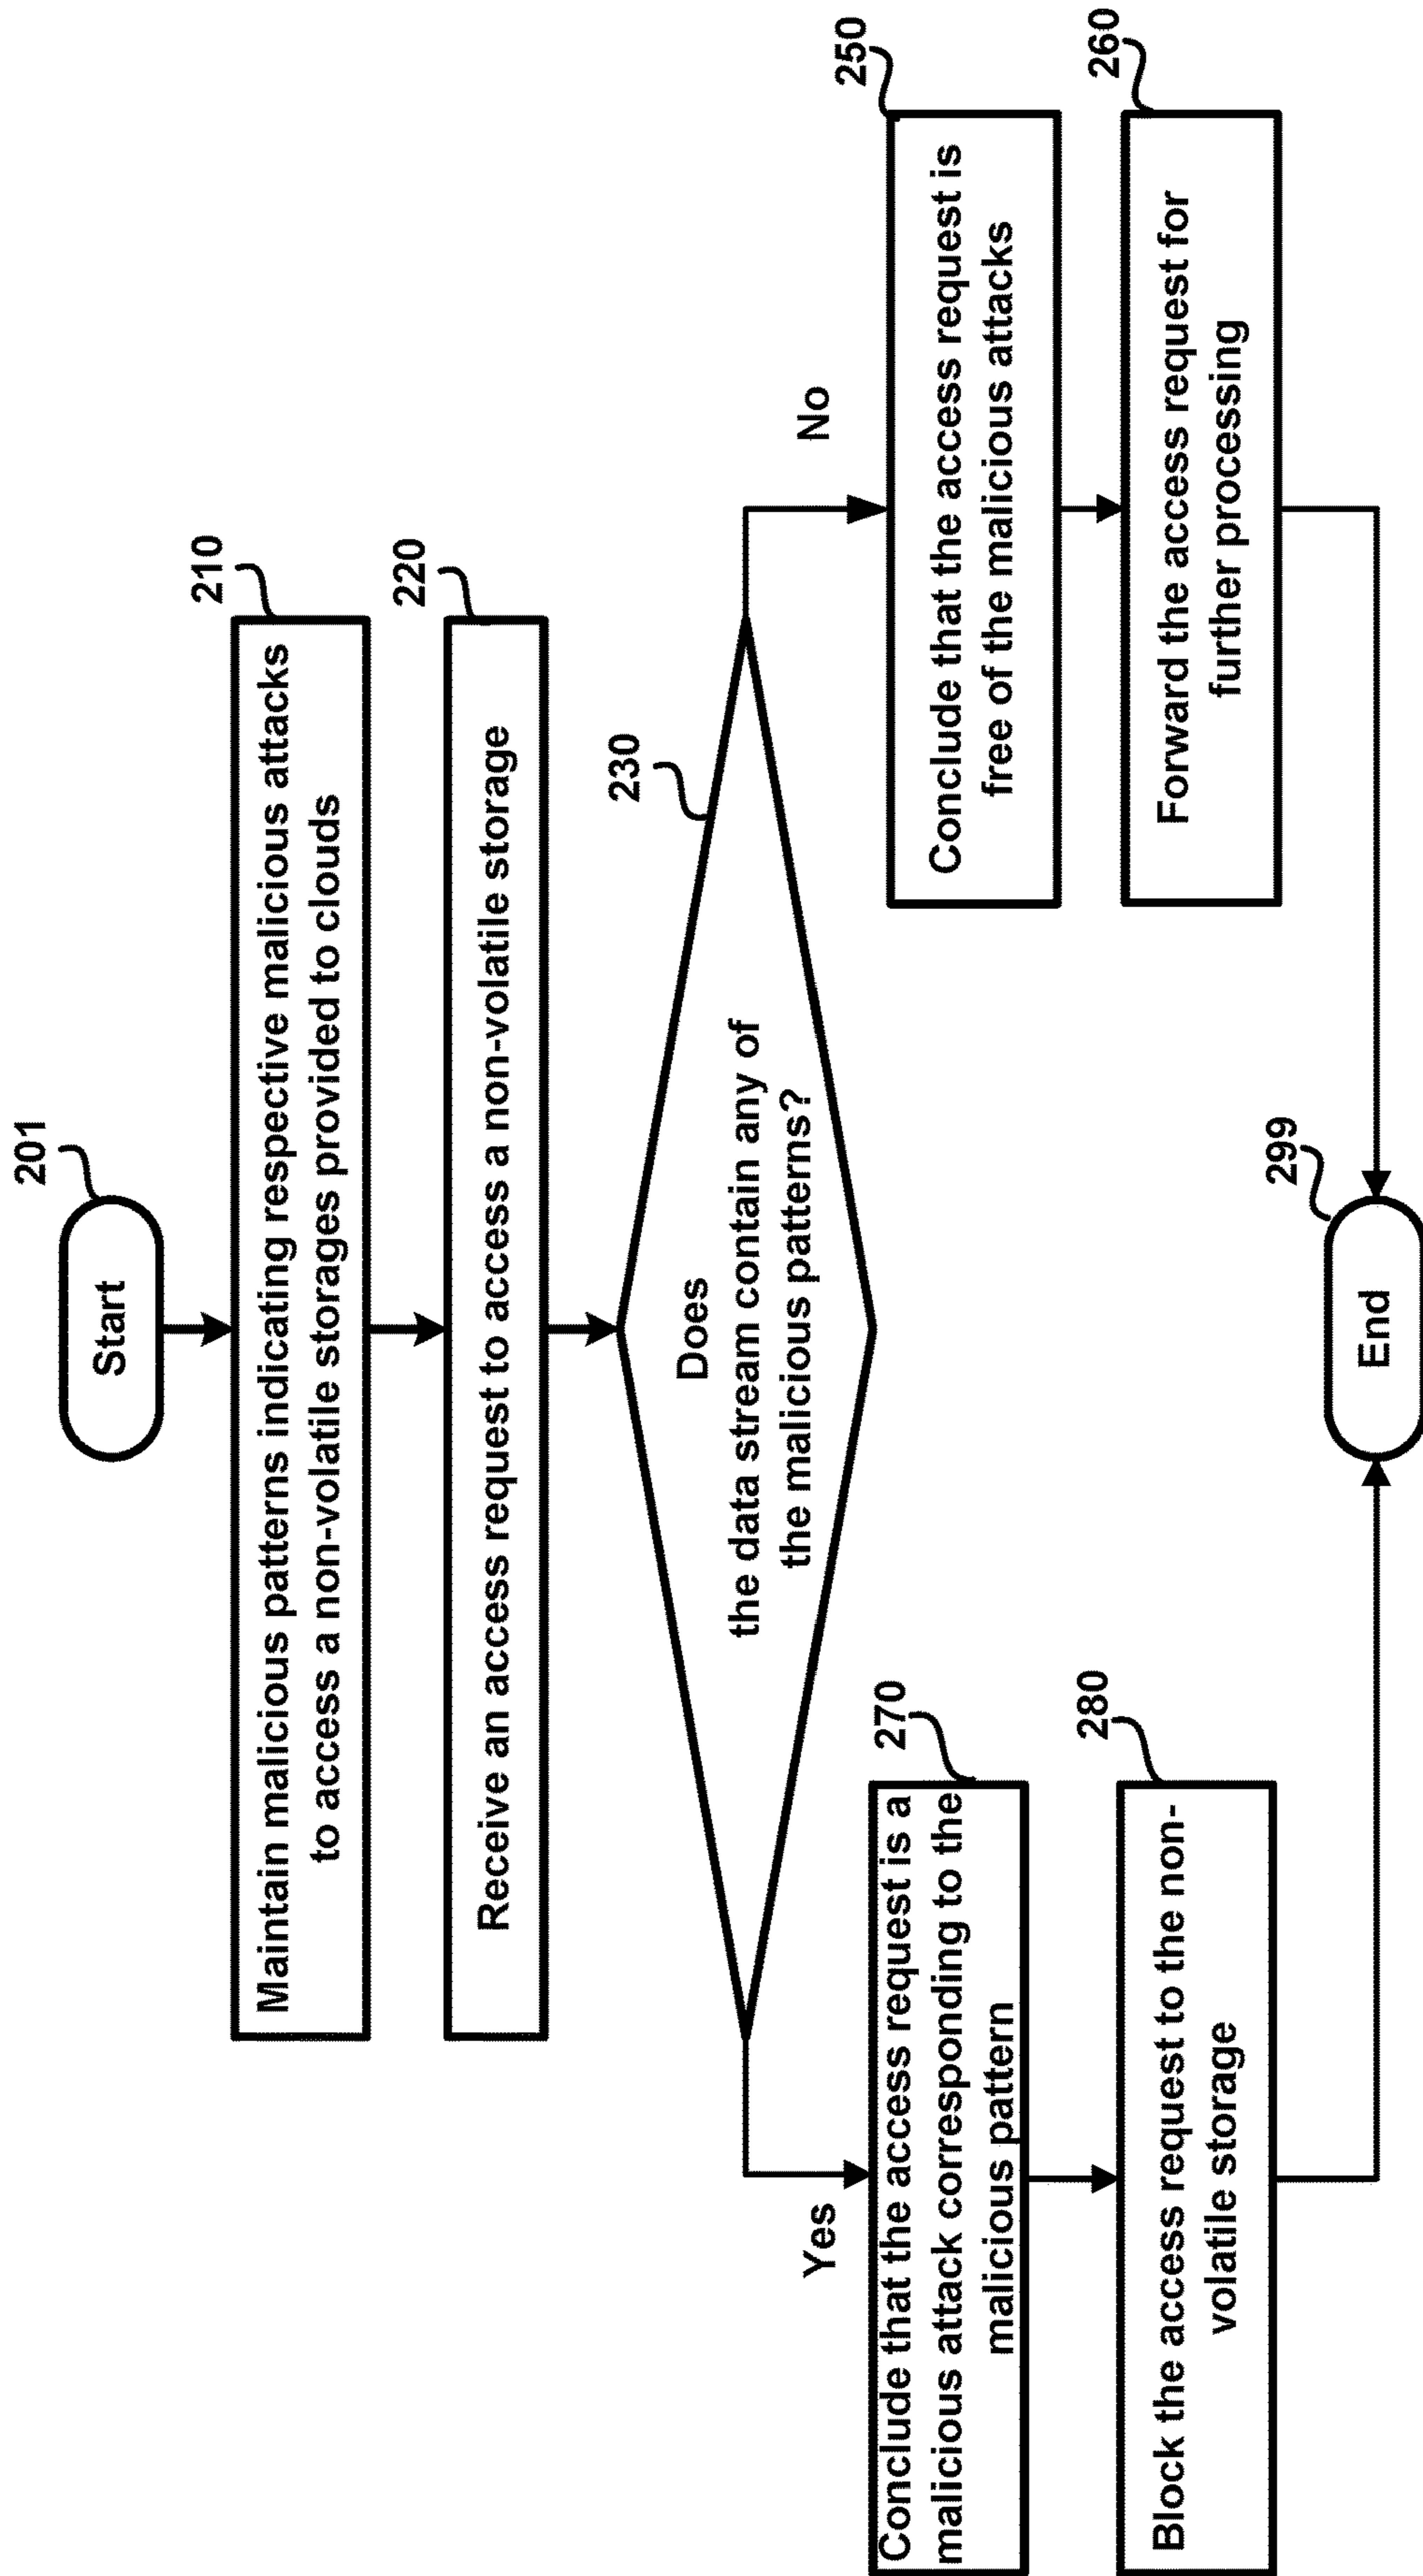 201
Start
210
Maintain malicious patterns indicating respective malicious attacks
to access a non-volatile storages provided to clouds
220
Receive an access request to access a non-volatile storage
230
Does
the data stream contain any of
the malicious patterns?
No
250
Conclude that the access request is
free of the malicious attacks
260
Forward the access request for
further processing
Yes
270
Conclude that the access request is a
malicious attack corresponding to the
malicious pattern
280
Block the access request to the non-
volatile storage
299
End